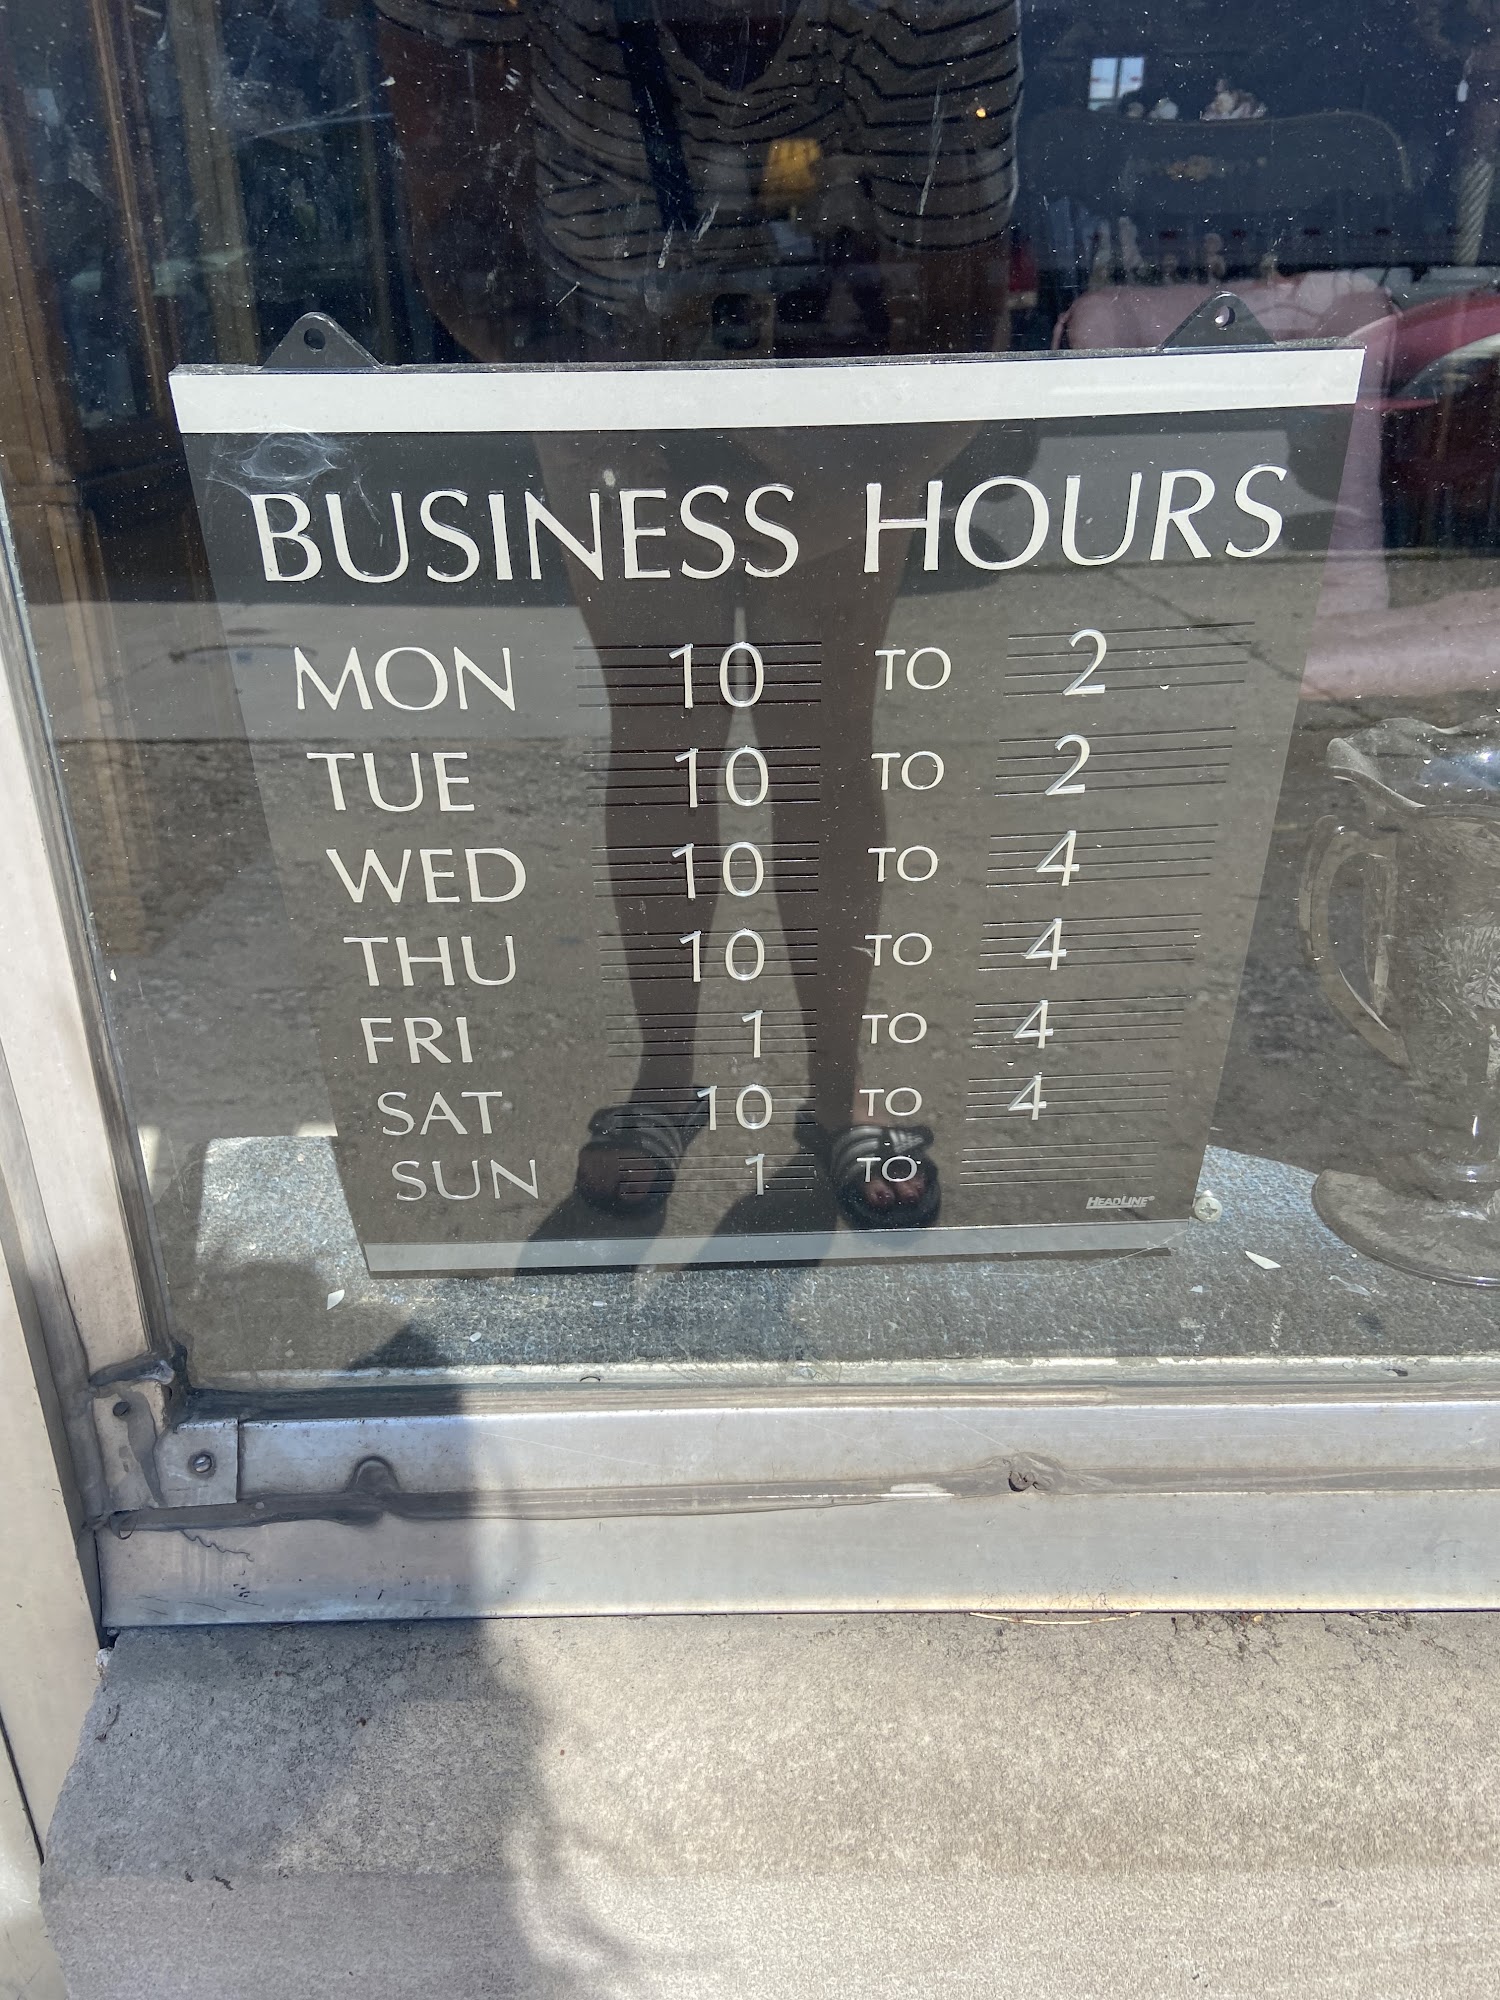 BUSINESS HOURS
MON 10 TO 2
TUE 10 TO 2
WED 10 TO 4
THU 10 TO 4
FRI 1 TO 4
SAT 10 TO 4
SUN 1 TO
HEADLINE®